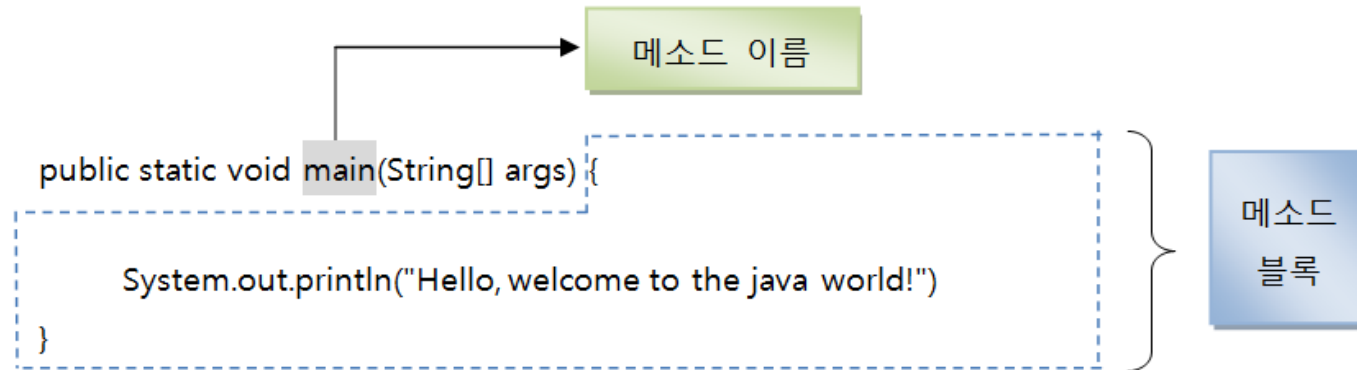 메소드 이름
public static void main(String[] args) {
메소드
블록
System.out.println("Hello, welcome to the java world!")
}